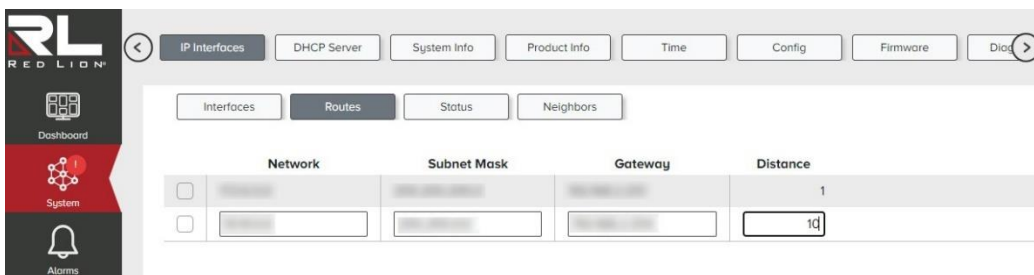 RL
RED LION®
IP Interfaces DHCP Server System Info Product Info Time Config Firmware Diag
Interfaces Routes Status Neighbors
Dashboard
Network Subnet Mask Gateway Distance
!
System
1
10
Alarms